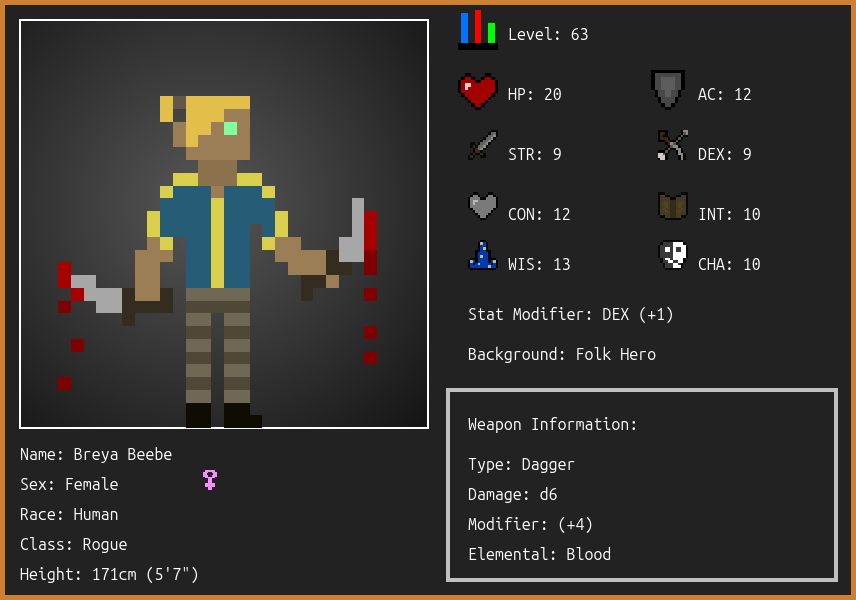 Level: 63
HP: 20
AC: 12
STR: 9
DEX: 9
CON: 12
INT: 10
WIS: 13
CHA: 10
Stat Modifier: DEX (+1)
Background: Folk Hero
Weapon Information:
Type: Dagger
Damage: d6
Modifier: (+4)
Elemental: Blood
Name: Breya Beebe
Sex: Female
Race: Human
Class: Rogue
Height: 171cm (5'7")